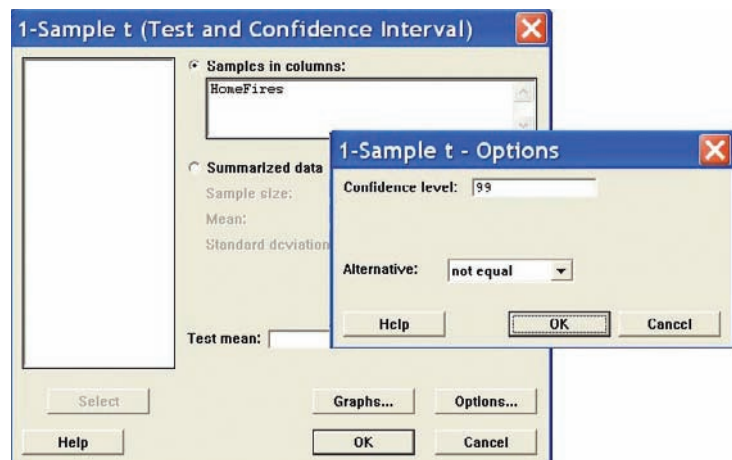 1-Sample t (Test and Confidence Interval)
Samples in columns:
HomeFires
Summarized data
Sample size:
Mean:
Standard deviation
Test mean:
Select
Graphs...
Options...
Help
OK
Cancel
1-Sample t - Options
Confidence level: 99
Alternative: not equal
Help
OK
Cancel